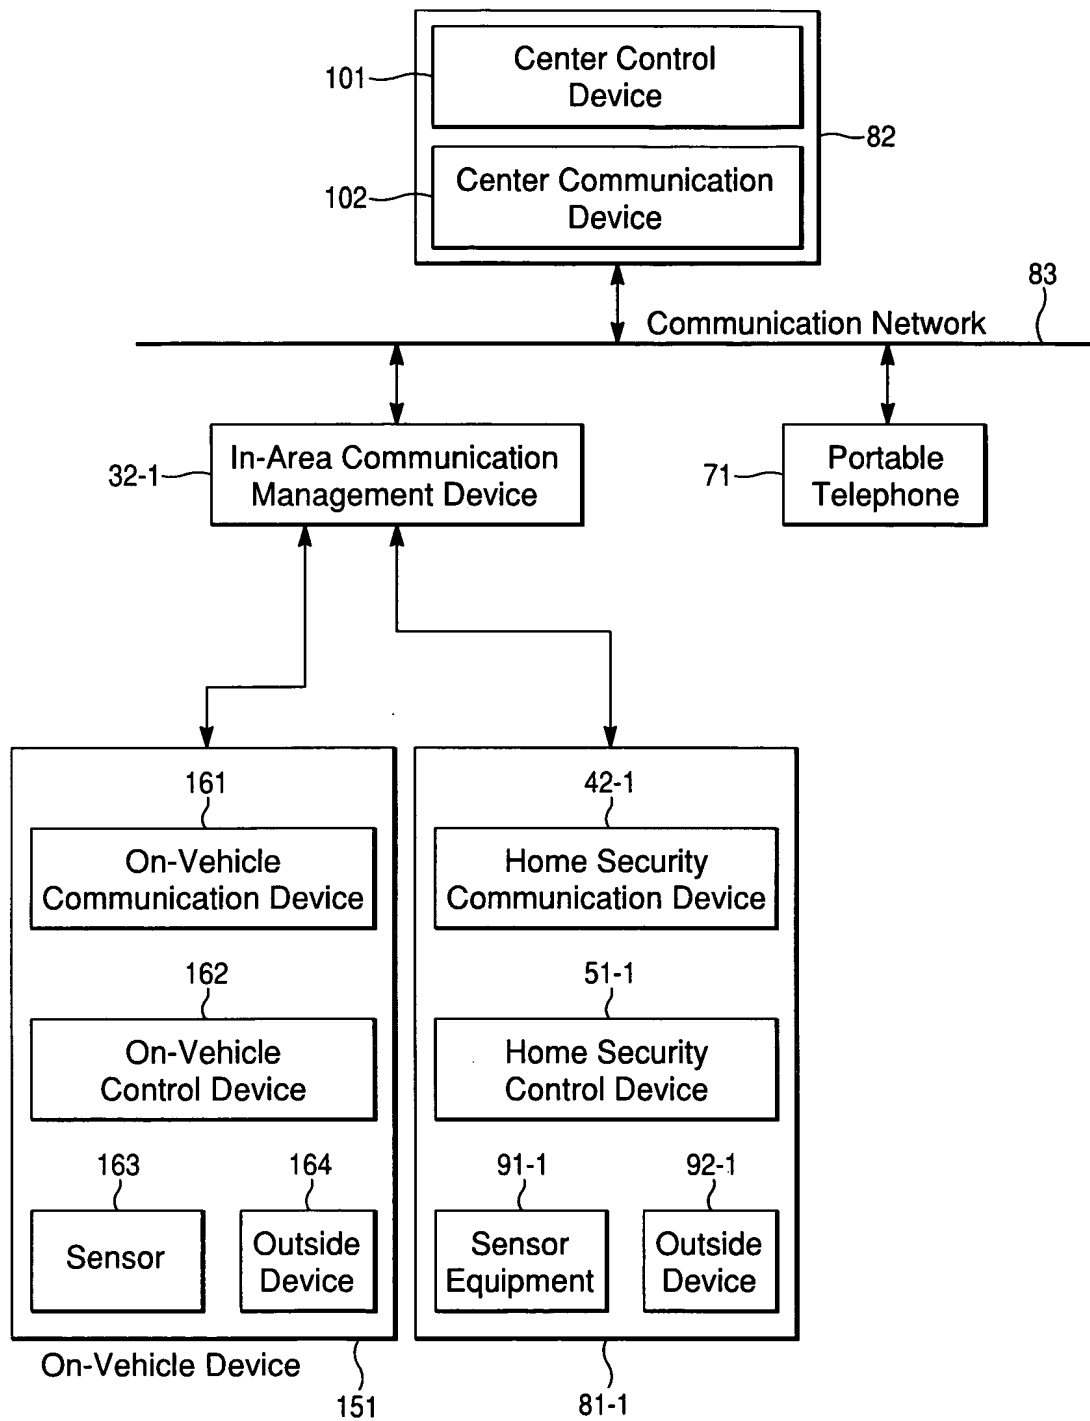 Center Control
Device
101
82
Center Communication
Device
102
83
Communication Network
In-Area Communication
Management Device
32-1
Portable
Telephone
71
161
On-Vehicle
Communication Device
162
On-Vehicle
Control Device
163
Sensor
164
Outside
Device
On-Vehicle Device
151
42-1
Home Security
Communication Device
51-1
Home Security
Control Device
91-1
Sensor
Equipment
92-1
Outside
Device
81-1